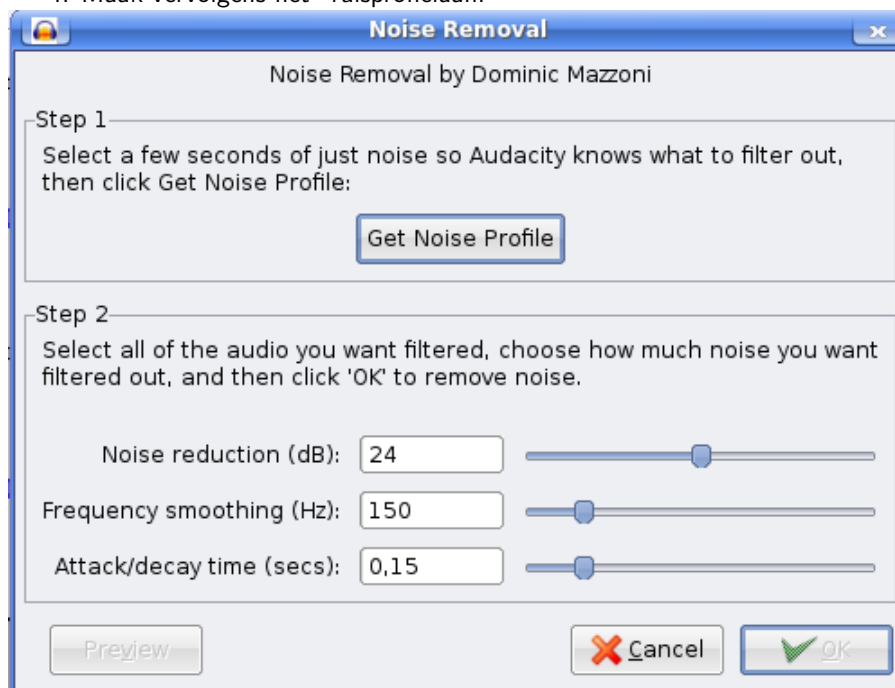 Noise Removal
Noise Removal by Dominic Mazzoni
Step 1
Select a few seconds of just noise so Audacity knows what to filter out,
then click Get Noise Profile:
Get Noise Profile
Step 2
Select all of the audio you want filtered, choose how much noise you want
filtered out, and then click 'OK' to remove noise.
Noise reduction (dB): 24
Frequency smoothing (Hz): 150
Attack/decay time (secs): 0,15
Preview Cancel OK